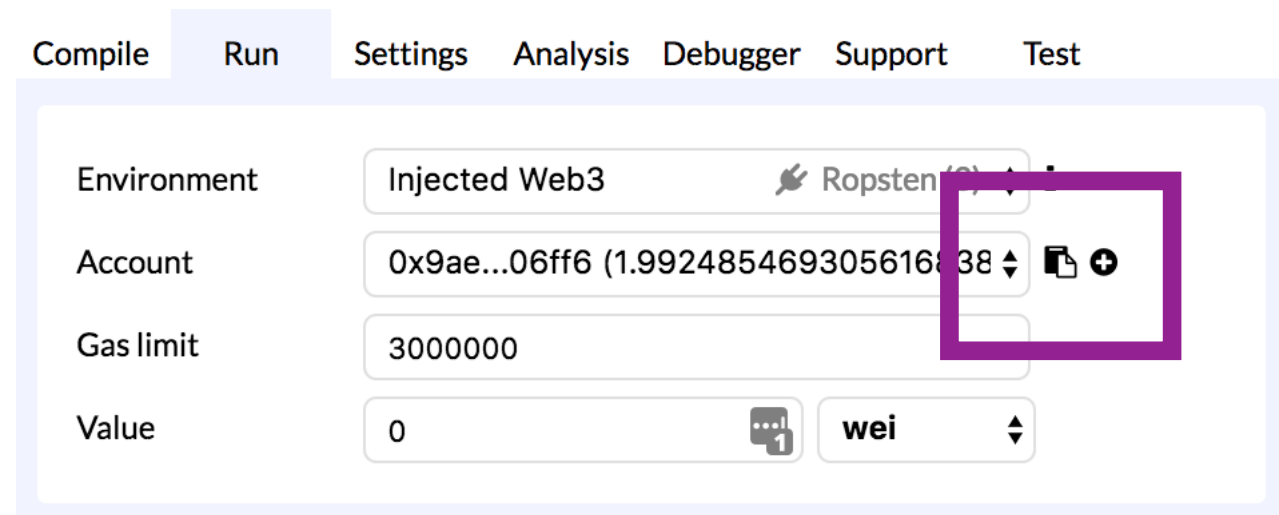 Compile Run Settings Analysis Debugger Support Test
Environment Injected Web3 Ropsten
Account 0x9ae...06ff6 (1.992485469305616838
Gas limit 3000000
Value 0 1 wei